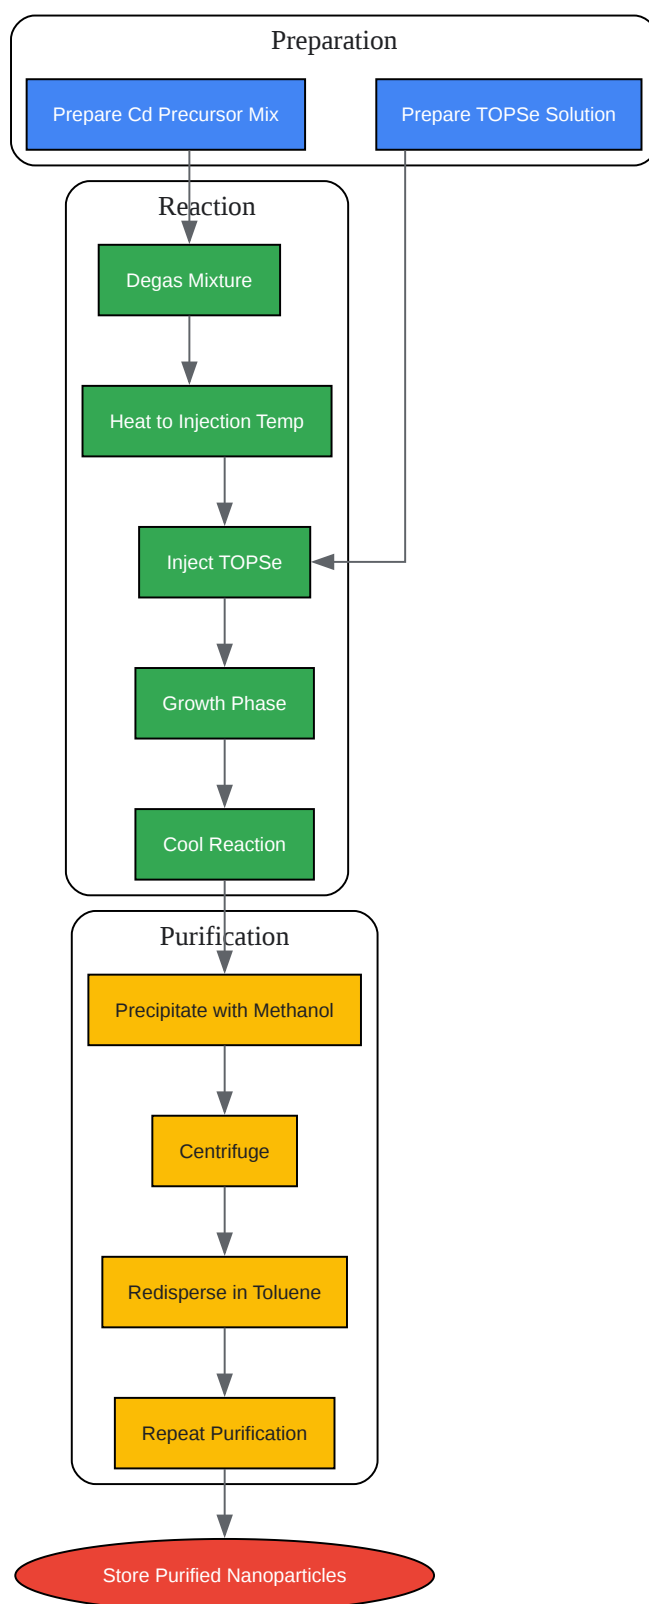 Preparation
Prepare Cd Precursor Mix
Prepare TOPSe Solution
Reaction
Degas Mixture
Heat to Injection Temp
Inject TOPSe
Growth Phase
Cool Reaction
Purification
Precipitate with Methanol
Centrifuge
Redisperse in Toluene
Repeat Purification
Store Purified Nanoparticles